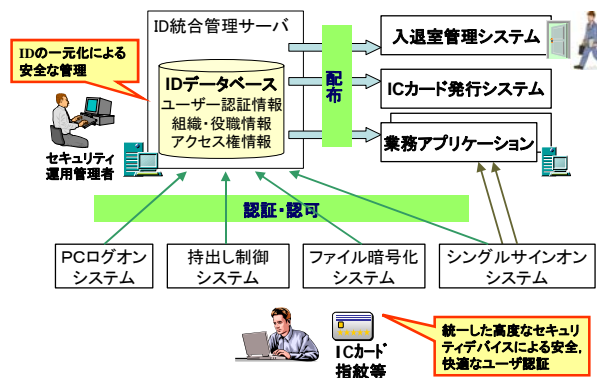 ID統合管理サーバ
IDの一元化による
安全な管理
IDデータベース
ユーザー認証情報
組織・役職情報
アクセス権情報
セキュリティ
運用管理者
配布
入退室管理システム
ICカード発行システム
業務アプリケーション
認証・認可
PCログオン
システム
持出し制御
システム
ファイル暗号化
システム
シングルサインオン
システム
ICカード
指紋等
統一した高度なセキュリ
ティデバイスによる安全,
快適なユーザ認証